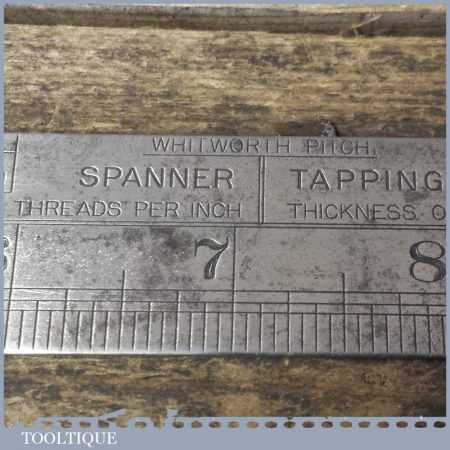 WHITWORTH PITCH.
SPANNER TAPPING
THREADS PER INCH THICKNESS O
7 8
TOOLTIQUE